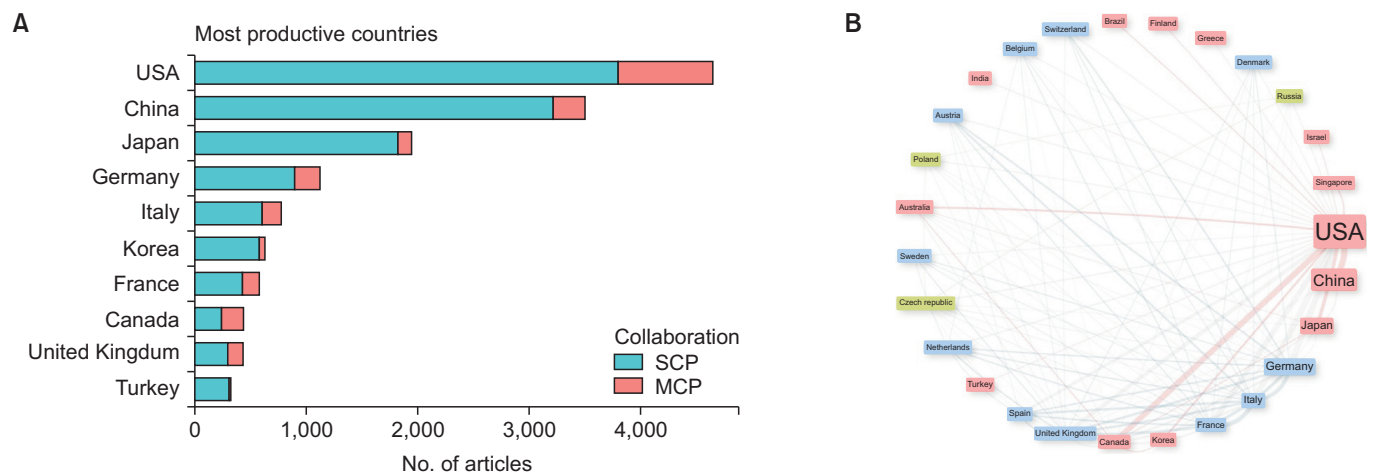 A
Most productive countries
USA
China
Japan
Germany
Italy
Korea
France
Canada
United Kingdom
Turkey
Collaboration
SCP
MCP
0 1,000 2,000 3,000 4,000
No. of articles
B
Brazil
Finland
Switzerland
Greece
Belgium
Denmark
India
Russia
Austria
Israel
Poland
Singapore
Australia
USA
Sweden
China
Czech republic
Japan
Netherlands
Germany
Turkey
Italy
Spain
France
United Kingdom
Canada
Korea